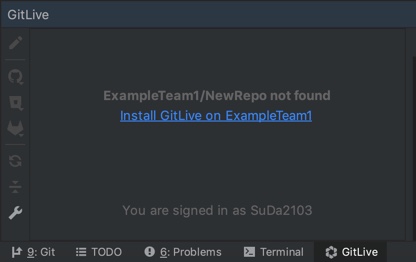 GitLive
ExampleTeam1/NewRepo not found
Install GitLive on ExampleTeam1
You are signed in as SuDa2103
9: Git TODO 6: Problems Terminal GitLive